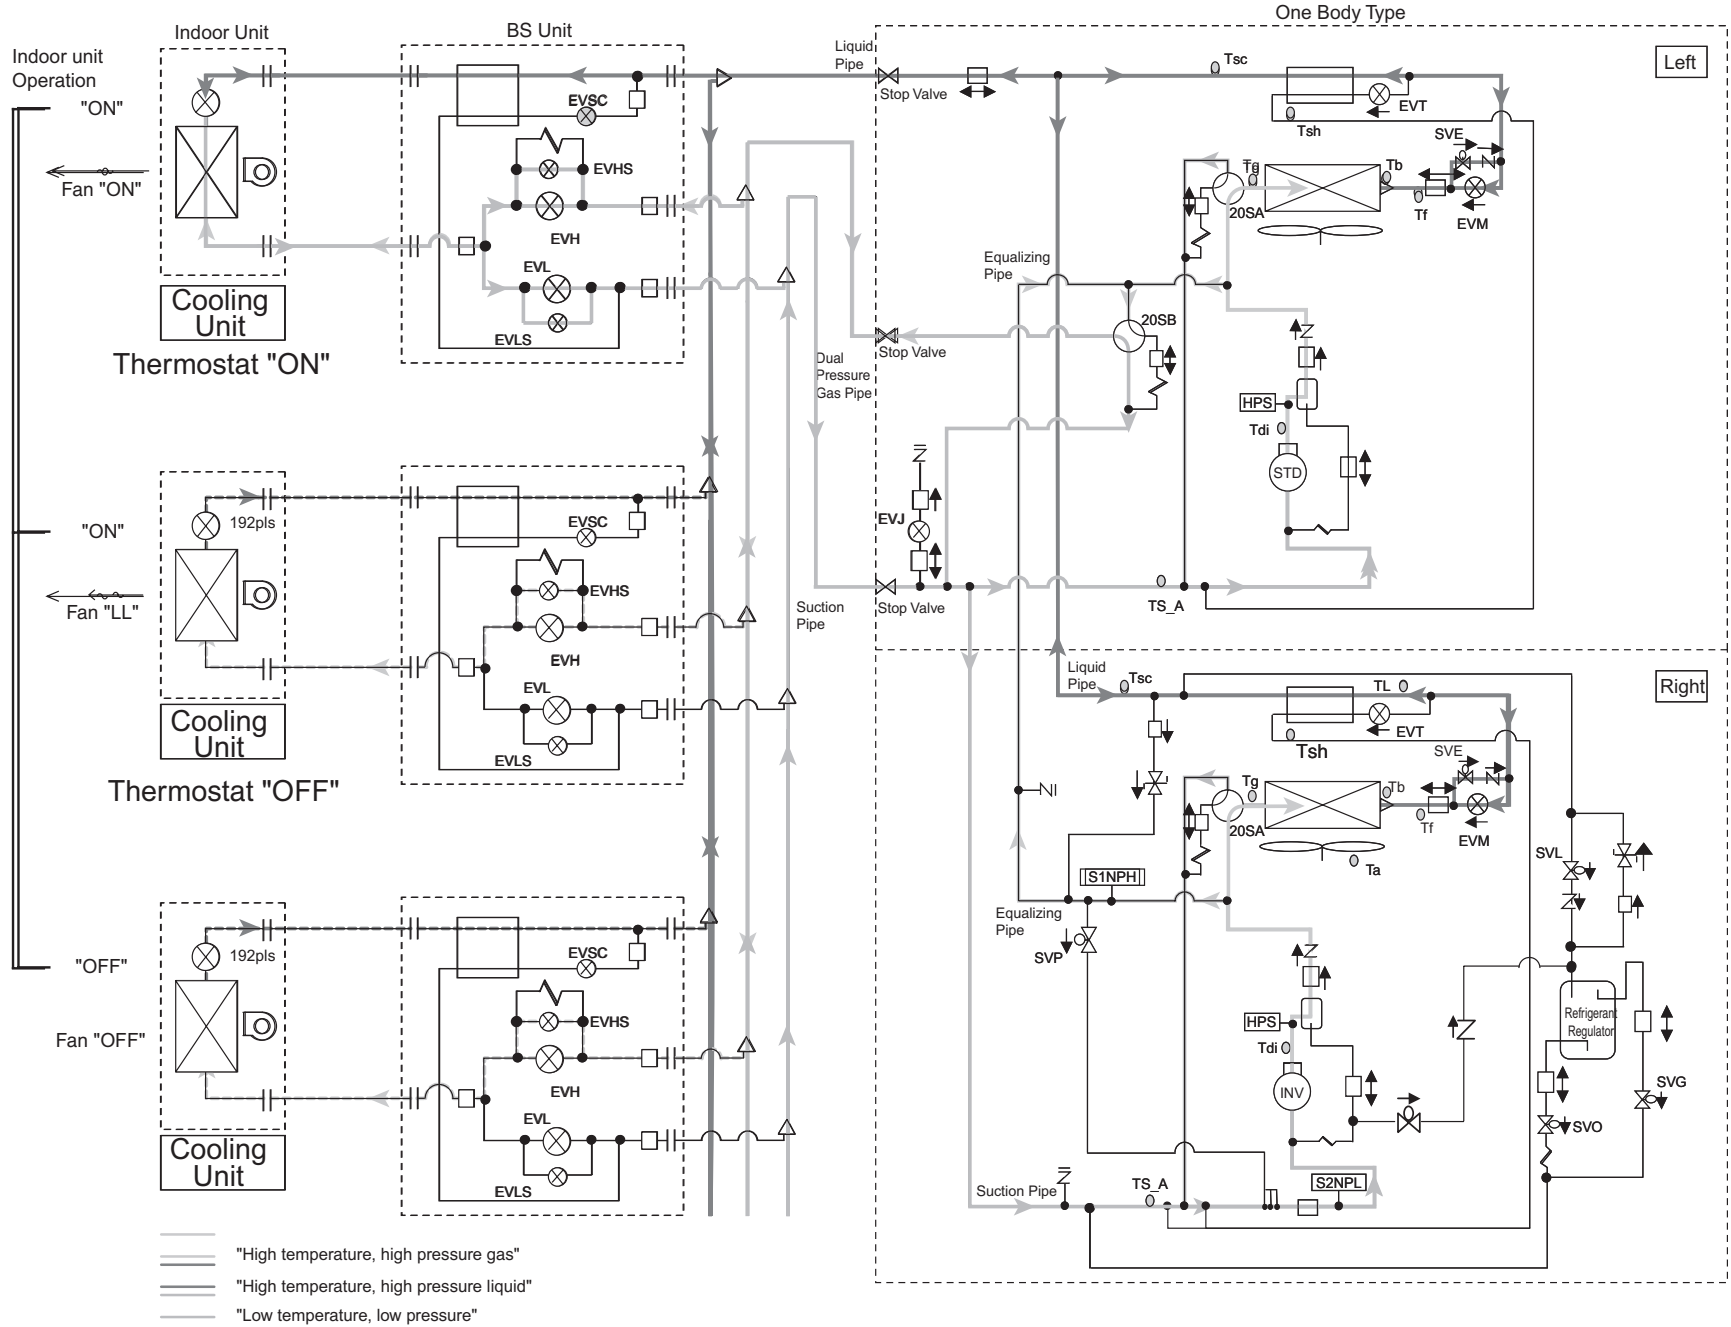 One Body Type
Indoor Unit
BS Unit
Indoor unit
Operation
Liquid
Pipe
Tsc
Left
"ON"
EVSC
Stop Valve
EVT
Tsh
SVE
Fan "ON"
EVHS
Tg
Tb
20SA
Tf
EVM
EVH
Equalizing
Pipe
EVL
Cooling
Unit
EVLS
20SB
Stop Valve
Thermostat "ON"
Dual
Pressure
Gas Pipe
HPS
Tdi
STD
192pls
"ON"
EVSC
EVJ
EVHS
Fan "LL"
Suction
Pipe
Stop Valve
TS_A
EVH
Liquid
Pipe
Tsc
TL
Right
EVL
Cooling
Unit
EVT
Tsh
EVLS
SVE
Thermostat "OFF"
Tg
Tb
20SA
Tf
EVM
SVL
Ta
S1NPH
Equalizing
Pipe
SVP
192pls
EVSC
"OFF"
HPS
Refrigerant
Regulator
EVHS
Fan "OFF"
Tdi
INV
SVG
EVH
SVO
EVL
Cooling
Unit
EVLS
Suction Pipe
TS_A
S2NPL
"High temperature, high pressure gas"
"High temperature, high pressure liquid"
"Low temperature, low pressure"